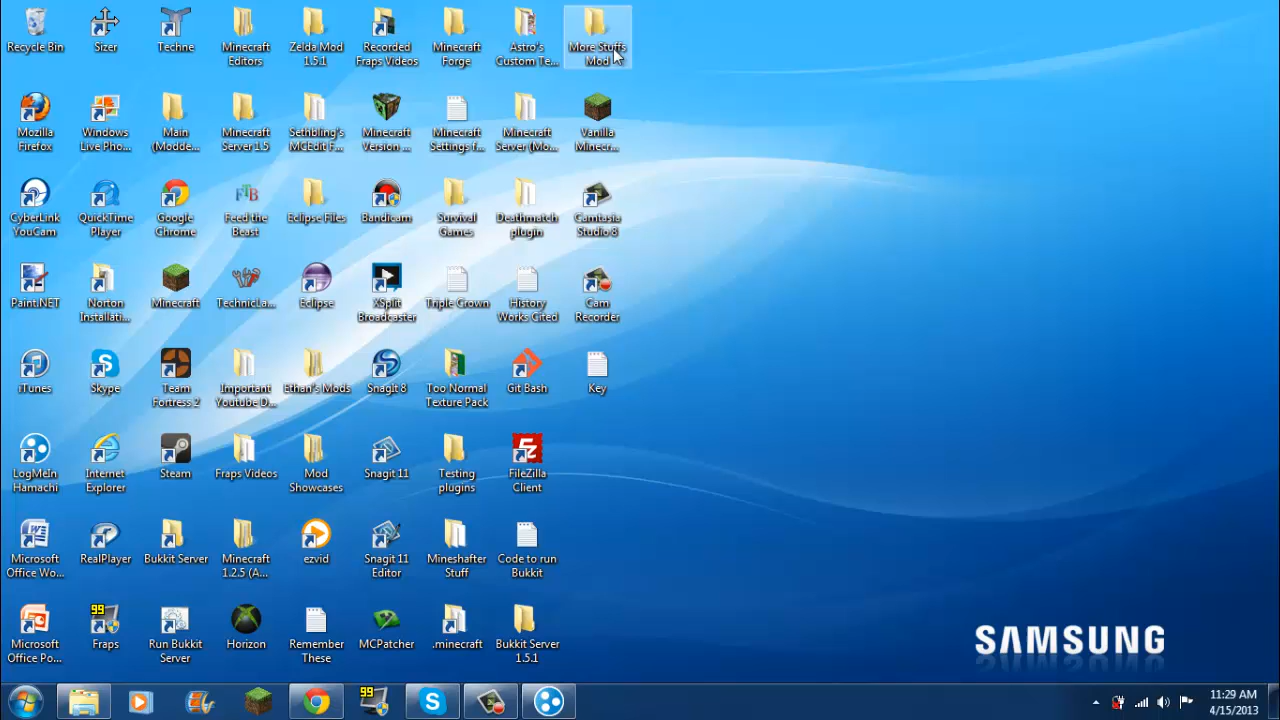 Recycle Bin
Sizer
Techne
Minecraft
Editors
Zelda Mod
1.5.1
Recorded
Fraps Videos
Minecraft
Forge
Astro's
Custom Te...
More Stuffs
Mod
Mozilla
Firefox
Windows
Live Pho...
Main
(Modde...
Minecraft
Server 1.5
Sethbling's
MCEdit F...
Minecraft
Version ...
Minecraft
Settings f...
Minecraft
Server (Mo...
Vanilla
Minecr...
CyberLink
YouCam
QuickTime
Player
Google
Chrome
FTB
Feed the
Beast
Eclipse Files
Bandicam
Survival
Games
Deathmatch
plugin
Camtasia
Studio 8
Paint.NET
Norton
Installati...
Minecraft
TechnicLa...
Eclipse
XSplit
Broadcaster
Triple Crown
History
Works Cited
Cam
Recorder
iTunes
Skype
Team
Fortress 2
Important
Youtube D...
Ethan's Mods
SnagIt 8
Too Normal
Texture Pack
Git Bash
Key
LogMeIn
Hamachi
Internet
Explorer
Steam
Fraps Videos
Mod
Showcases
Snagit 11
Testing
plugins
FileZilla
Client
Microsoft
Office Wo...
RealPlayer
Bukkit Server
Minecraft
1.2.5 (A...
ezvid
Snagit 11
Editor
Mineshafter
Stuff
Code to run
Bukkit
Microsoft
Office Po...
99
Fraps
Run Bukkit
Server
Horizon
Remember
These
MCPatcher
.minecraft
Bukkit Server
1.5.1
SAMSUNG
99
11:29 AM
4/15/2013